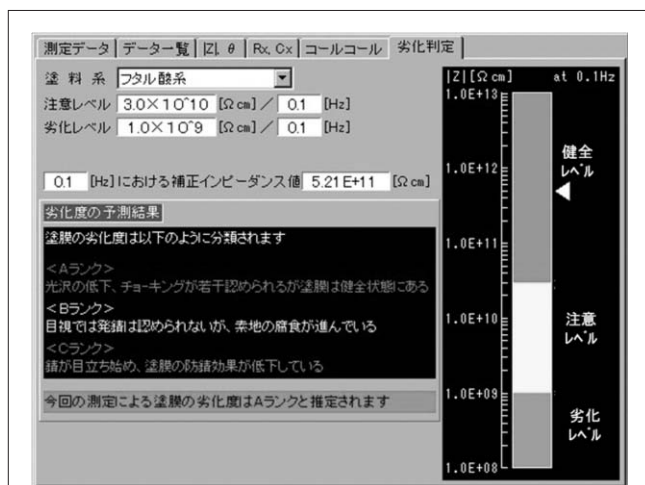 測定データ データ一覧 |Z|, θ Rx, Cx コールコール 劣化判定
塗 料 系 フタル酸系
注意レベル 3.0×10^10 [Ωcm]/ 0.1 [Hz]
劣化レベル 1.0×10^9 [Ωcm]/ 0.1 [Hz]
0.1 [Hz]における補正インピーダンス値 5.21E+11 [Ωcm]
劣化度の予測結果
塗膜の劣化度は以下のように分類されます
<Aランク>
光沢の低下、チョーキングが若干認められるが塗膜は健全状態にある
<Bランク>
目視では発錆は認められないが、素地の腐食が進んでいる
<Cランク>
錆が目立ち始め、塗膜の防錆効果が低下している
今回の測定による塗膜の劣化度はAランクと推定されます
|Z|[Ωcm] at 0.1Hz
1.0E+13
健全
レベル
1.0E+12
1.0E+11
1.0E+10
注意
レベル
1.0E+09
劣化
レベル
1.0E+08